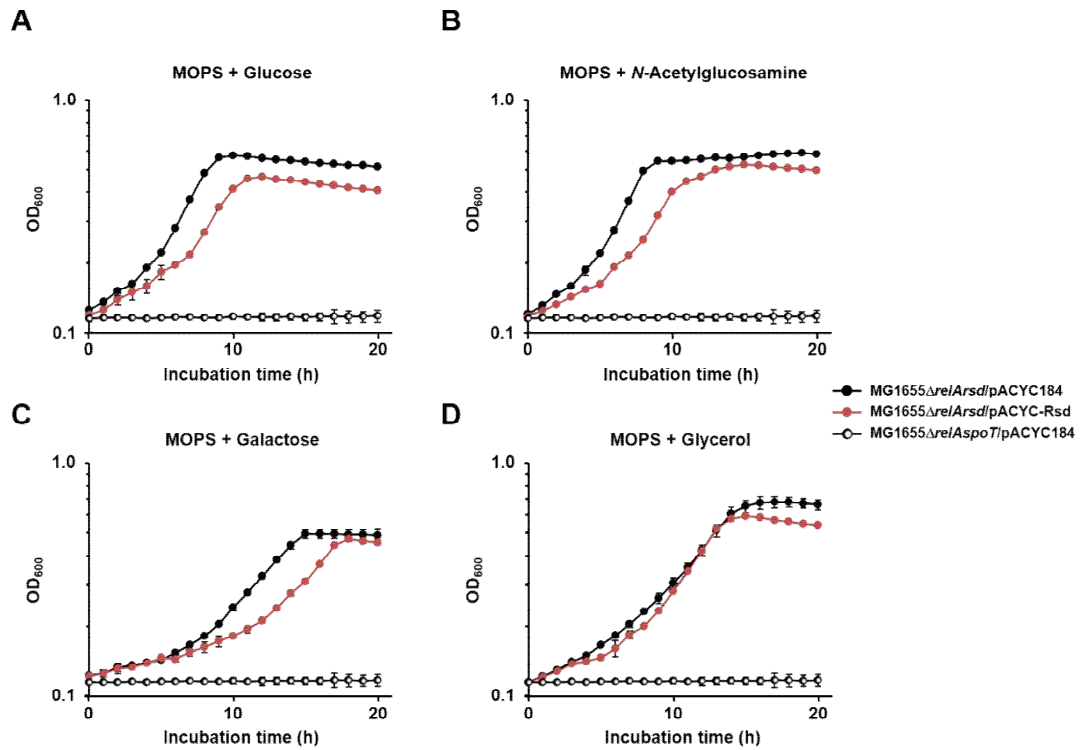 A
B
MOPS + Glucose
MOPS + N-Acetylglucosamine
1.0
1.0
OD600
OD600
0.1
0.1
0
10
20
0
10
20
Incubation time (h)
Incubation time (h)
MG1655ΔrelArsd/pACYC184
MG1655ΔrelArsd/pACYC-Rsd
MG1655ΔrelAspoT/pACYC184
C
D
MOPS + Galactose
MOPS + Glycerol
1.0
1.0
OD600
OD600
0.1
0.1
0
10
20
0
10
20
Incubation time (h)
Incubation time (h)